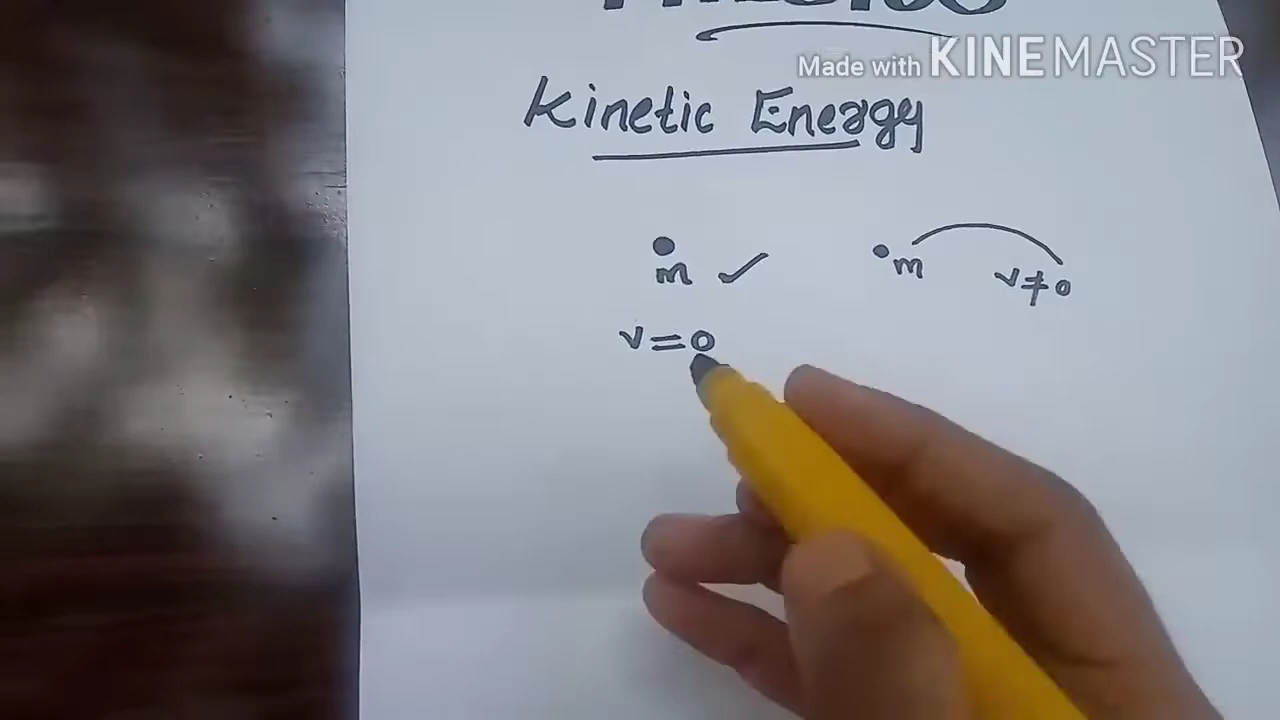 Made with KINEMASTER
Kinetic Energy
m ✓ m v≠0
v=0